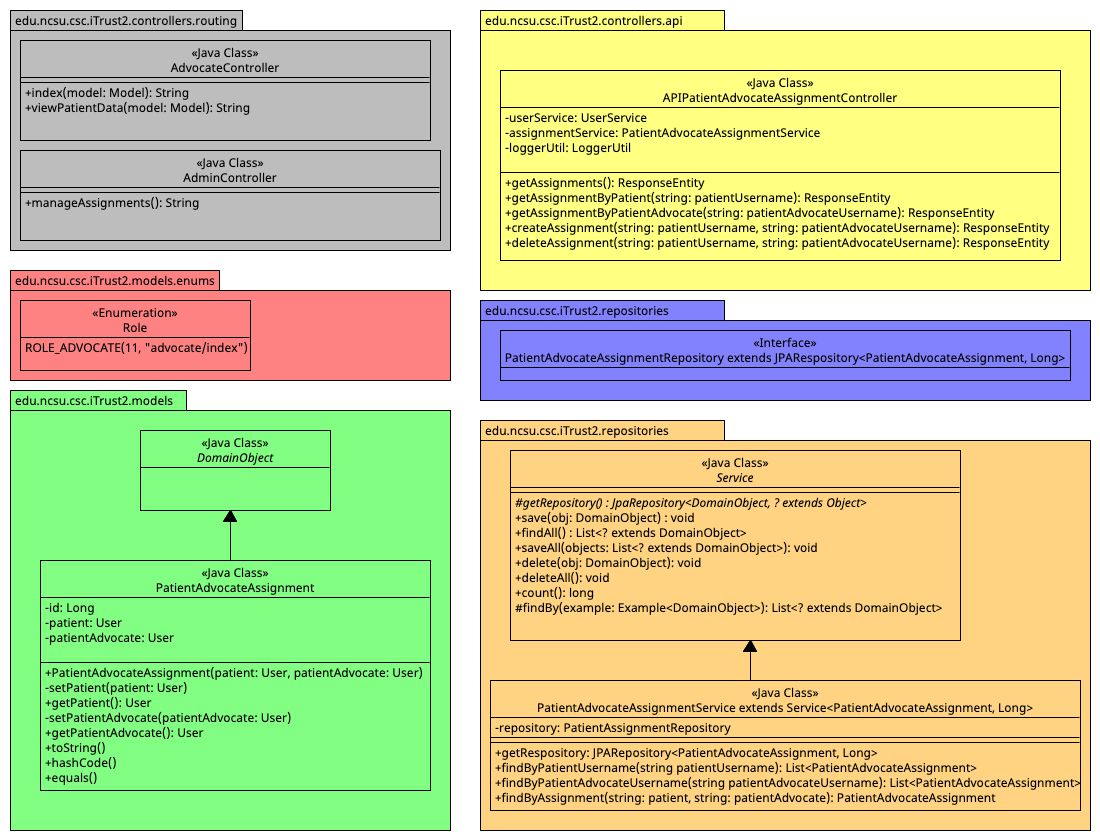 edu.ncsu.csc.iTrust2.controllers.routing
«Java Class»
AdvocateController
+index(model: Model): String
+viewPatientData(model: Model): String
«Java Class»
AdminController
+manageAssignments(): String
edu.ncsu.csc.iTrust2.models.enums
«Enumeration»
Role
ROLE_ADVOCATE(11, "advocate/index")
edu.ncsu.csc.iTrust2.models
«Java Class»
DomainObject
«Java Class»
PatientAdvocateAssignment
-id: Long
-patient: User
-patientAdvocate: User
+PatientAdvocateAssignment(patient: User, patientAdvocate: User)
-setPatient(patient: User)
+getPatient(): User
-setPatientAdvocate(patientAdvocate: User)
+getPatientAdvocate(): User
+toString()
+hashCode()
+equals()
edu.ncsu.csc.iTrust2.controllers.api
«Java Class»
APIPatientAdvocateAssignmentController
-userService: UserService
-assignmentService: PatientAdvocateAssignmentService
-loggerUtil: LoggerUtil
+getAssignments(): ResponseEntity
+getAssignmentByPatient(string: patientUsername): ResponseEntity
+getAssignmentByPatientAdvocate(string: patientAdvocateUsername): ResponseEntity
+createAssignment(string: patientUsername, string: patientAdvocateUsername): ResponseEntity
+deleteAssignment(string: patientUsername, string: patientAdvocateUsername): ResponseEntity
edu.ncsu.csc.iTrust2.repositories
«Interface»
PatientAdvocateAssignmentRepository extends JPARespository<PatientAdvocateAssignment, Long>
edu.ncsu.csc.iTrust2.repositories
«Java Class»
Service
#getRepository() : JpaRepository<DomainObject, ? extends Object>
+save(obj: DomainObject) : void
+findAll() : List<? extends DomainObject>
+saveAll(objects: List<? extends DomainObject>): void
+delete(obj: DomainObject): void
+deleteAll(): void
+count(): long
#findBy(example: Example<DomainObject>): List<? extends DomainObject>
«Java Class»
PatientAdvocateAssignmentService extends Service<PatientAdvocateAssignment, Long>
-repository: PatientAssignmentRepository
+getRespository: JPARepository<PatientAdvocateAssignment, Long>
+findByPatientUsername(string patientUsername): List<PatientAdvocateAssignment>
+findByPatientAdvocateUsername(string patientAdvocateUsername): List<PatientAdvocateAssignment>
+findByAssignment(string: patient, string: patientAdvocate): PatientAdvocateAssignment